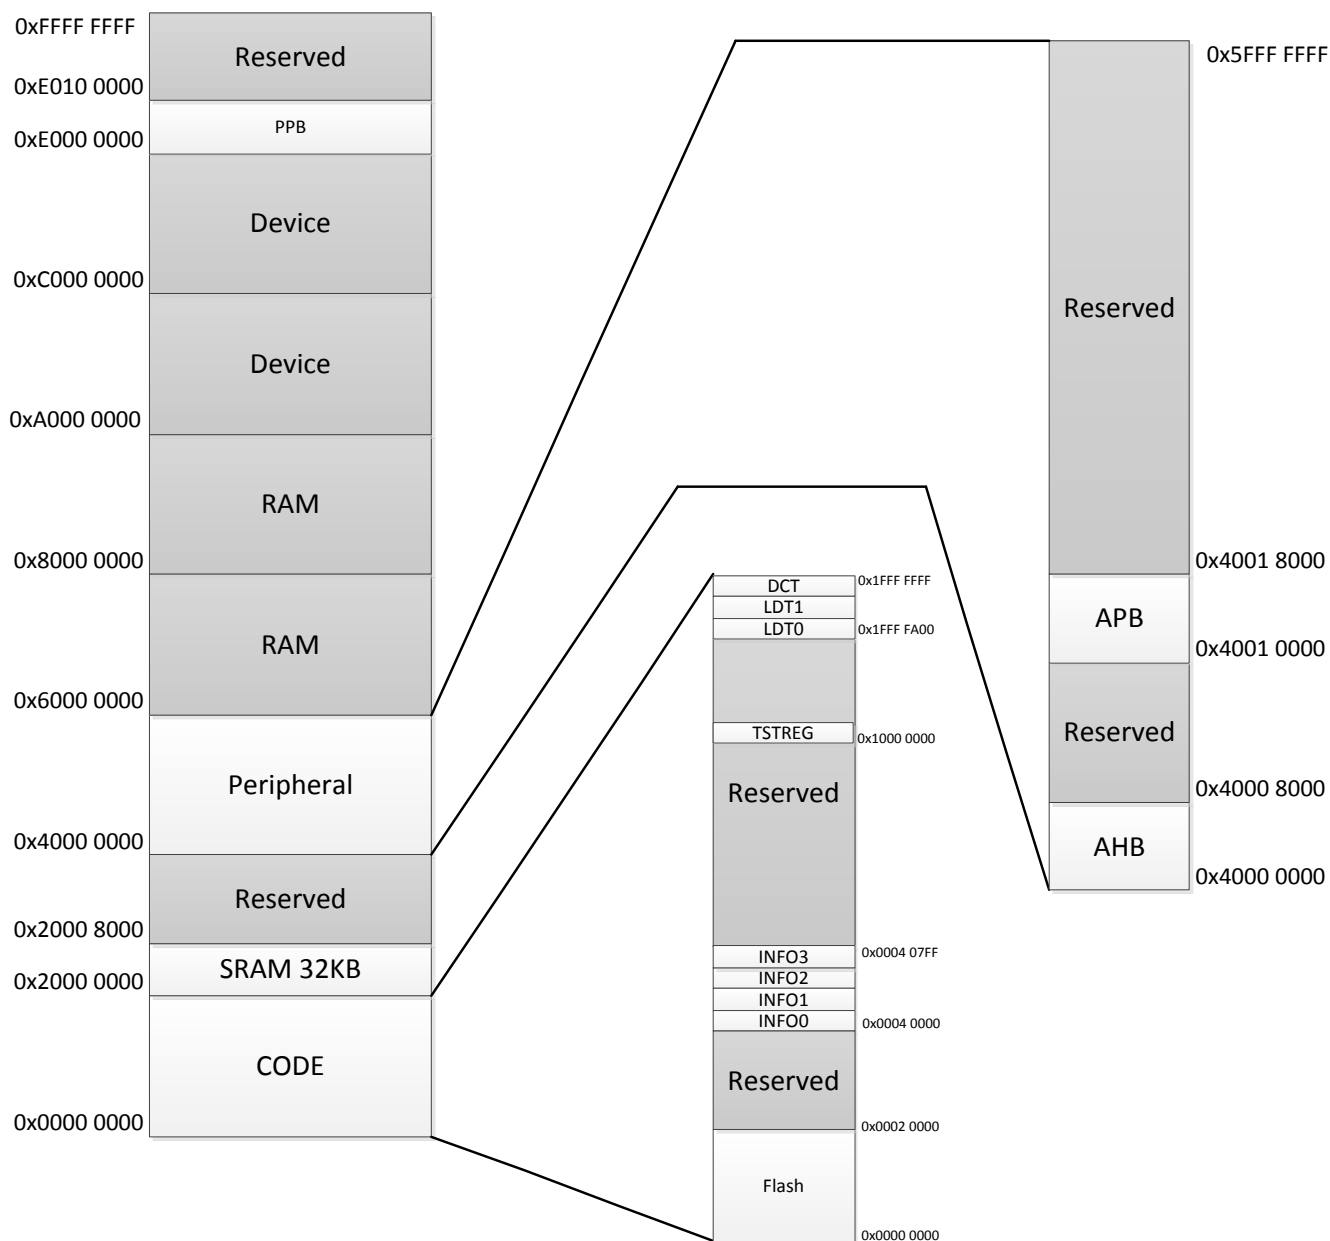 0xFFFF FFFF
Reserved
0xE010 0000
PPB
0xE000 0000
Device
0xC000 0000
Device
0xA000 0000
RAM
0x8000 0000
RAM
0x6000 0000
Peripheral
0x4000 0000
Reserved
0x2000 8000
SRAM 32KB
0x2000 0000
CODE
0x0000 0000
DCT
0x1FFF FFFF
LDT1
LDT0
0x1FFF FA00
TSTREG
0x1000 0000
Reserved
INFO3
0x0004 07FF
INFO2
INFO1
INFO0
0x0004 0000
Reserved
0x0002 0000
Flash
0x0000 0000
0x5FFF FFFF
Reserved
0x4001 8000
APB
0x4001 0000
Reserved
0x4000 8000
AHB
0x4000 0000